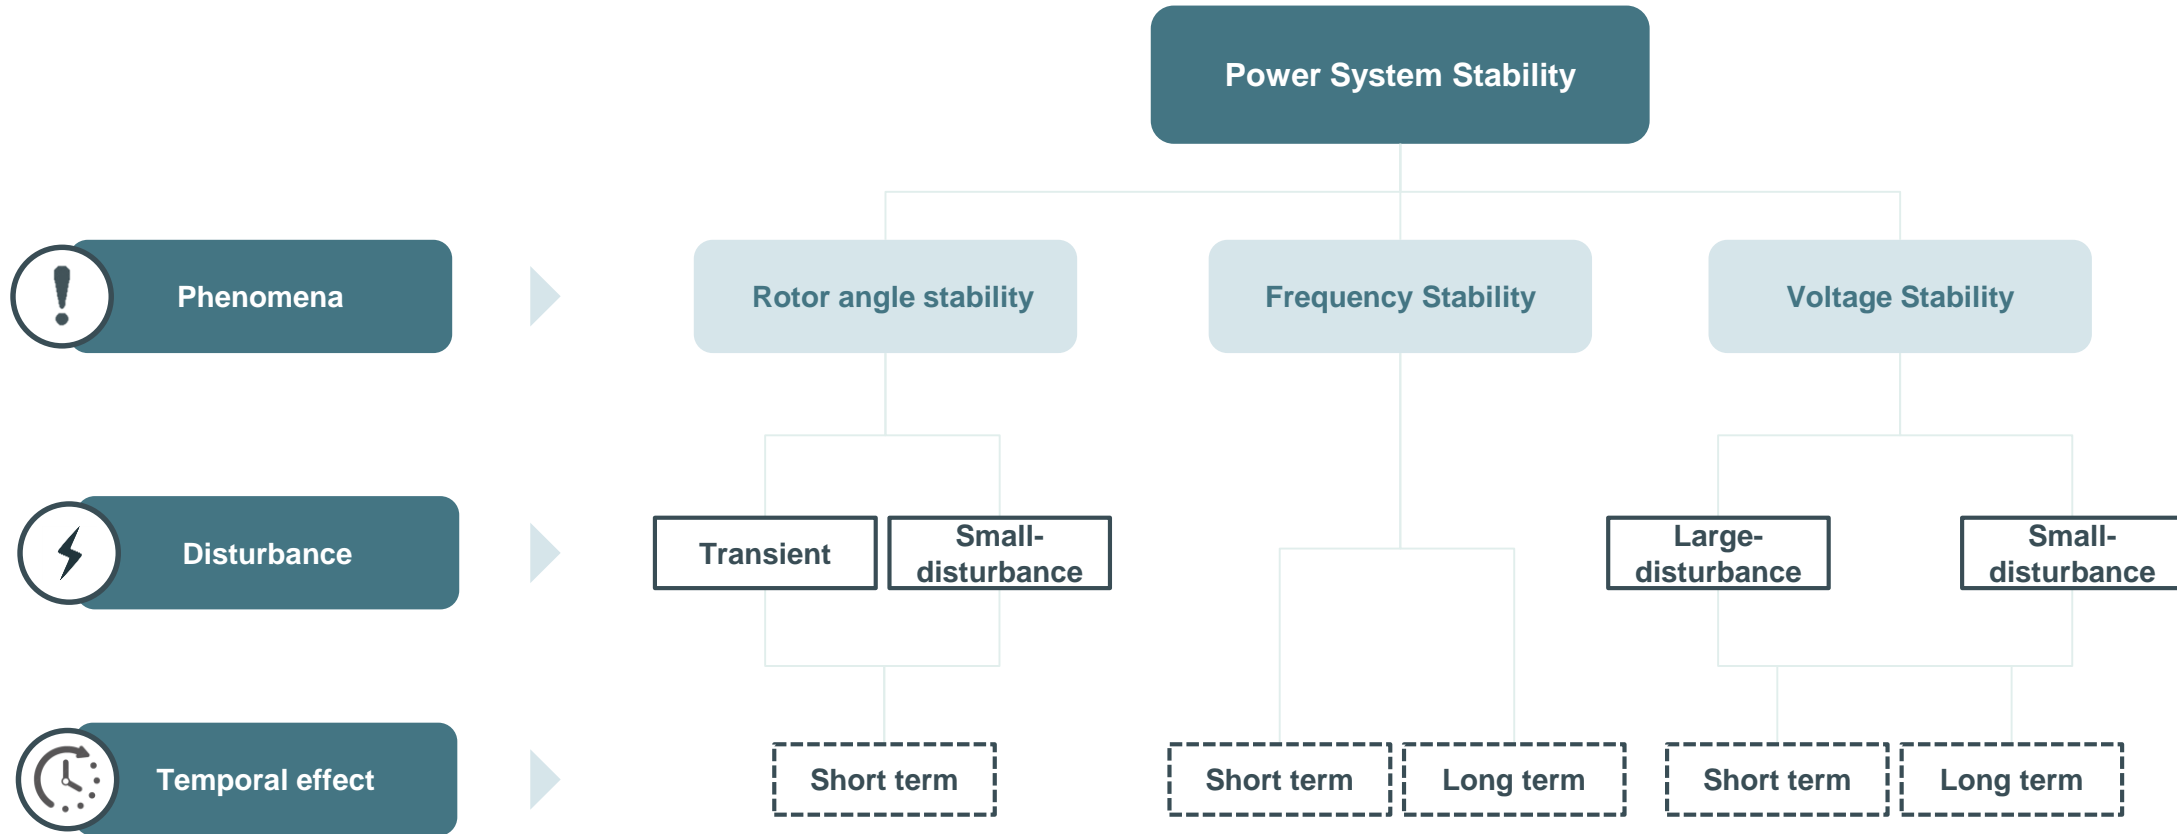 Power System Stability
Phenomena
Rotor angle stability
Frequency Stability
Voltage Stability
Disturbance
Transient
Small-
disturbance
Large-
disturbance
Small-
disturbance
Temporal effect
Short term
Short term
Long term
Short term
Long term